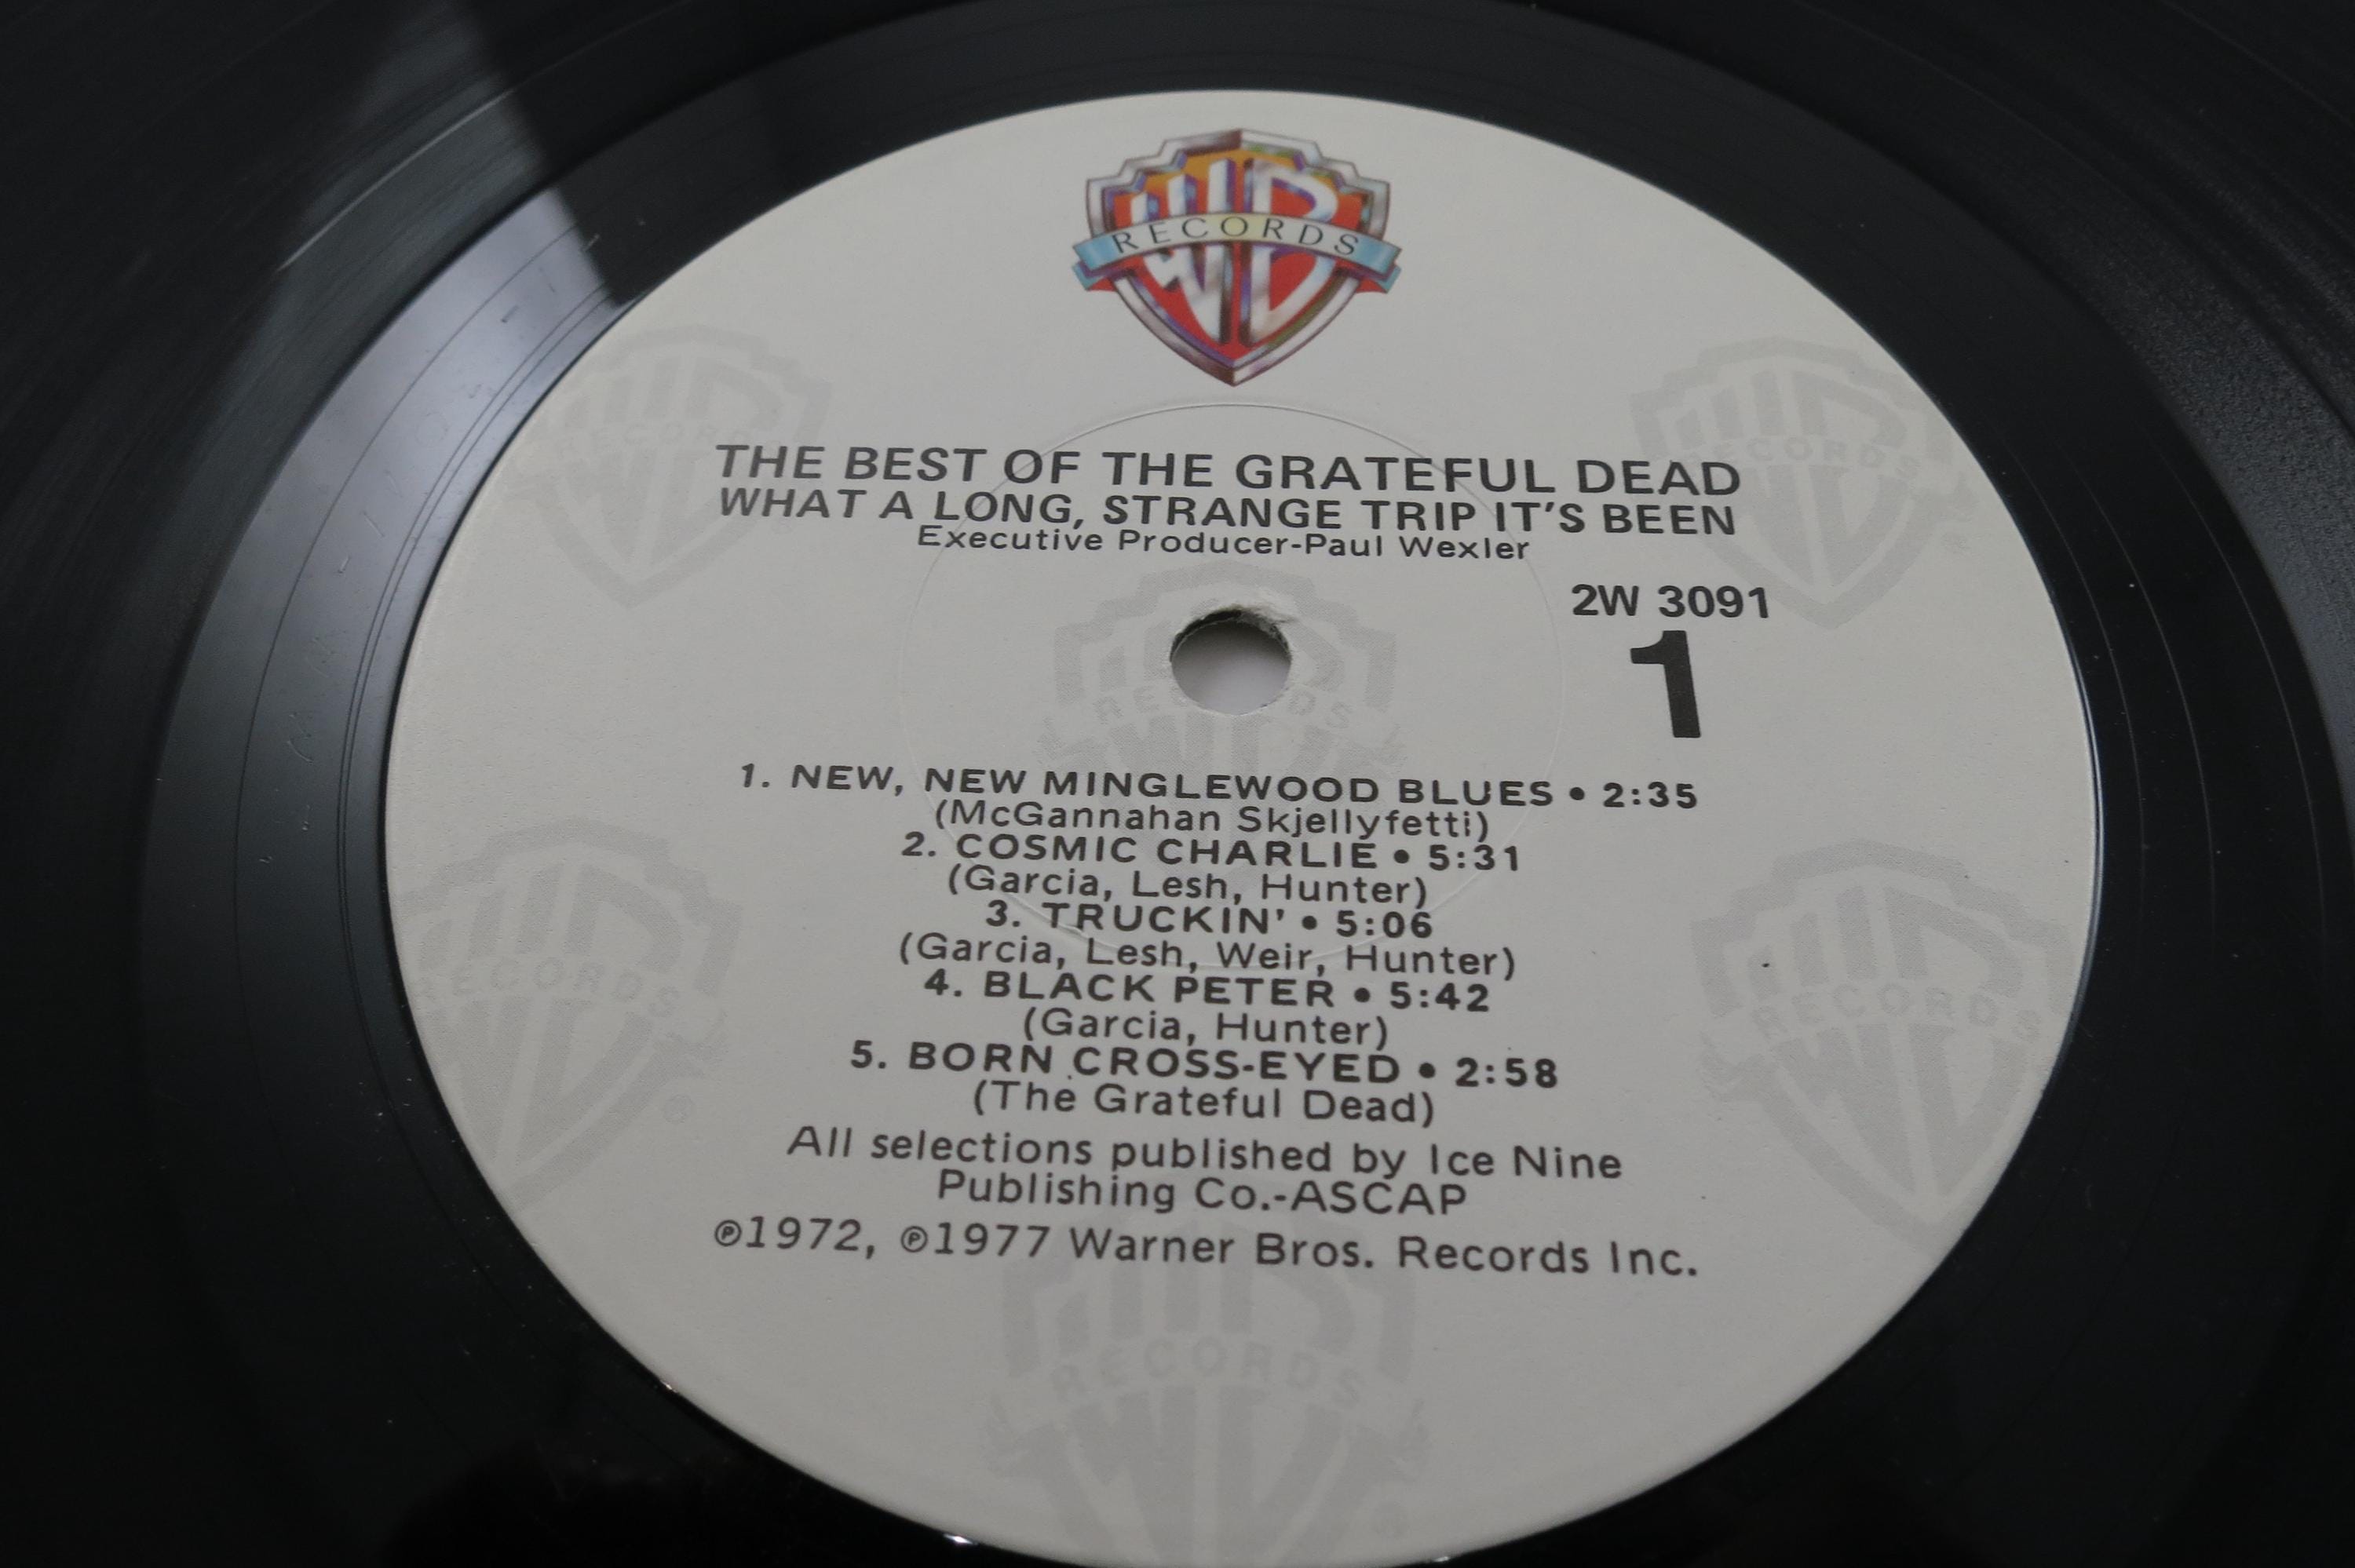 WB
RECORDS
THE BEST OF THE GRATEFUL DEAD
WHAT A LONG, STRANGE TRIP IT'S BEEN
Executive Producer-Paul Wexler
2W 3091
1
1. NEW, NEW MINGLEWOOD BLUES • 2:35
(McGannahan Skjellyfetti)
2. COSMIC CHARLIE • 5:31
(Garcia, Lesh, Hunter)
3. TRUCKIN' • 5:06
(Garcia, Lesh, Weir, Hunter)
4. BLACK PETER • 5:42
(Garcia, Hunter)
5. BORN CROSS-EYED • 2:58
(The Grateful Dead)
All selections published by Ice Nine
Publishing Co.-ASCAP
℗1972, ℗1977 Warner Bros. Records Inc.